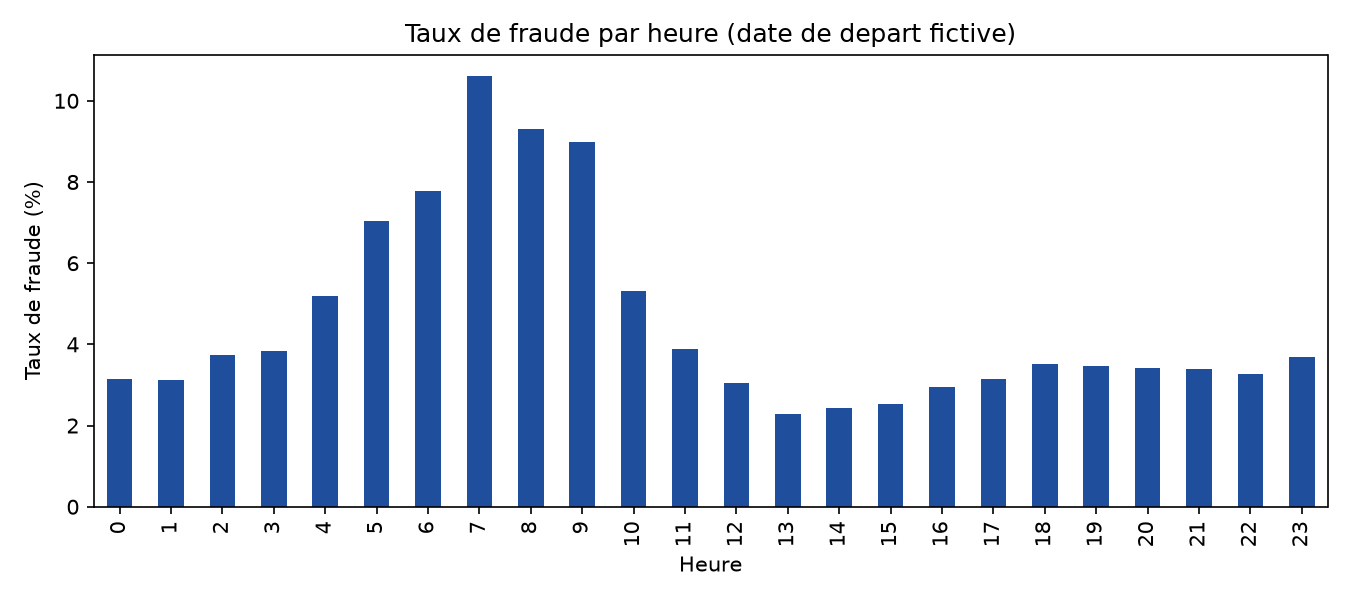 Taux de fraude par heure (date de depart fictive)
Taux de fraude (%)
10
8
6
4
2
0
0 1 2 3 4 5 6 7 8 9 10 11 12 13 14 15 16 17 18 19 20 21 22 23
Heure